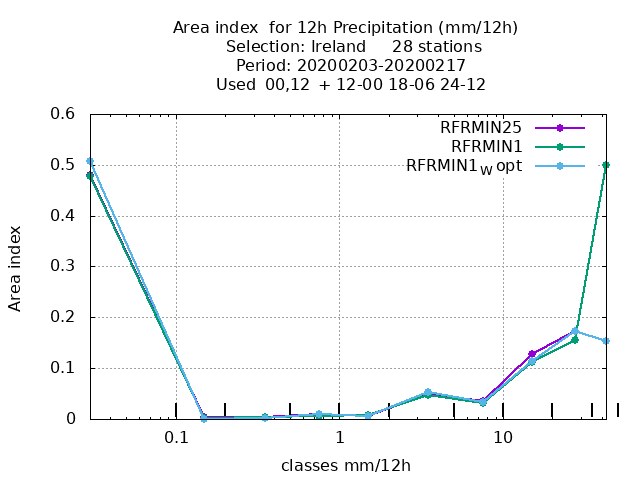 Area index  for 12h Precipitation (mm/12h)
Selection: Ireland     28 stations
Period: 20200203-20200217
Used  00,12  + 12-00 18-06 24-12
RFRMIN25
RFRMIN1
RFRMIN1W opt
0.6
0.5
0.4
0.3
0.2
0.1
0
Area index
0.1 1 10
classes mm/12h